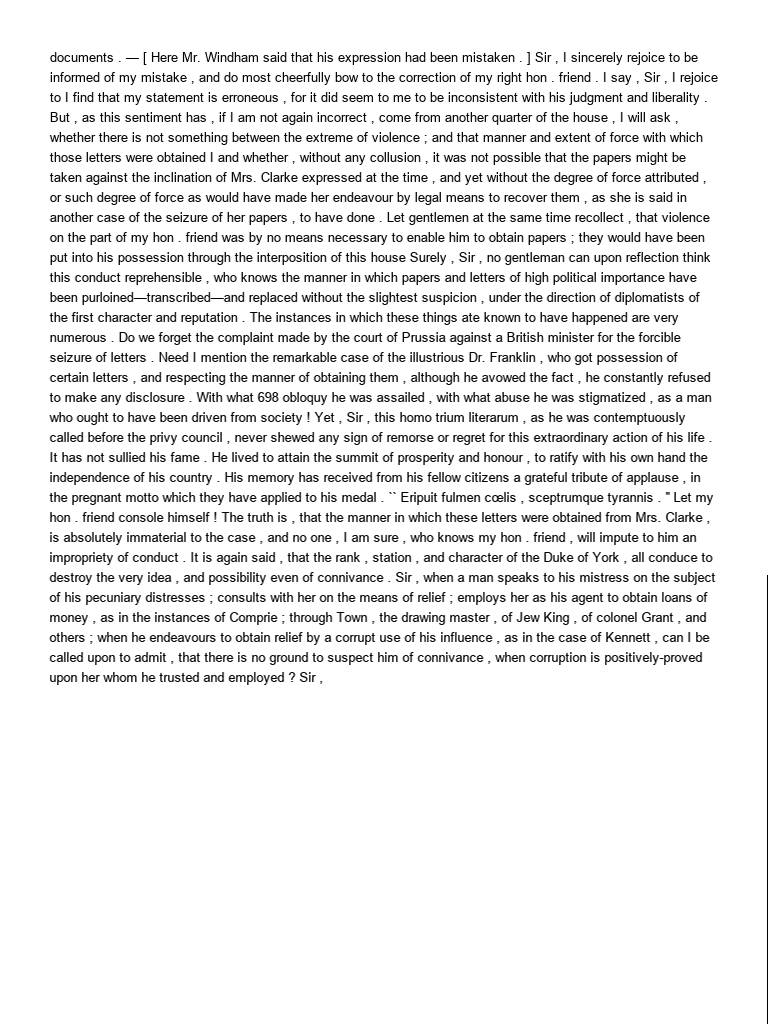 documents . — [ Here Mr. Windham said that his expression had been mistaken . ] Sir , I sincerely rejoice to be
informed of my mistake , and do most cheerfully bow to the correction of my right hon . friend . I say , Sir , I rejoice
to I find that my statement is erroneous , for it did seem to me to be inconsistent with his judgment and liberality .
But , as this sentiment has , if I am not again incorrect , come from another quarter of the house , I will ask ,
whether there is not something between the extreme of violence ; and that manner and extent of force with which
those letters were obtained I and whether , without any collusion , it was not possible that the papers might be
taken against the inclination of Mrs. Clarke expressed at the time , and yet without the degree of force attributed ,
or such degree of force as would have made her endeavour by legal means to recover them , as she is said in
another case of the seizure of her papers , to have done . Let gentlemen at the same time recollect , that violence
on the part of my hon . friend was by no means necessary to enable him to obtain papers ; they would have been
put into his possession through the interposition of this house Surely , Sir , no gentleman can upon reflection think
this conduct reprehensible , who knows the manner in which papers and letters of high political importance have
been purloined—transcribed—and replaced without the slightest suspicion , under the direction of diplomatists of
the first character and reputation . The instances in which these things ate known to have happened are very
numerous . Do we forget the complaint made by the court of Prussia against a British minister for the forcible
seizure of letters . Need I mention the remarkable case of the illustrious Dr. Franklin , who got possession of
certain letters , and respecting the manner of obtaining them , although he avowed the fact , he constantly refused
to make any disclosure . With what 698 obloquy he was assailed , with what abuse he was stigmatized , as a man
who ought to have been driven from society ! Yet , Sir , this homo trium literarum , as he was contemptuously
called before the privy council , never shewed any sign of remorse or regret for this extraordinary action of his life .
It has not sullied his fame . He lived to attain the summit of prosperity and honour , to ratify with his own hand the
independence of his country . His memory has received from his fellow citizens a grateful tribute of applause , in
the pregnant motto which they have applied to his medal . `` Eripuit fulmen cœlis , sceptrumque tyrannis . " Let my
hon . friend console himself ! The truth is , that the manner in which these letters were obtained from Mrs. Clarke ,
is absolutely immaterial to the case , and no one , I am sure , who knows my hon . friend , will impute to him an
impropriety of conduct . It is again said , that the rank , station , and character of the Duke of York , all conduce to
destroy the very idea , and possibility even of connivance . Sir , when a man speaks to his mistress on the subject
of his pecuniary distresses ; consults with her on the means of relief ; employs her as his agent to obtain loans of
money , as in the instances of Comprie ; through Town , the drawing master , of Jew King , of colonel Grant , and
others ; when he endeavours to obtain relief by a corrupt use of his influence , as in the case of Kennett , can I be
called upon to admit , that there is no ground to suspect him of connivance , when corruption is positively-proved
upon her whom he trusted and employed ? Sir ,